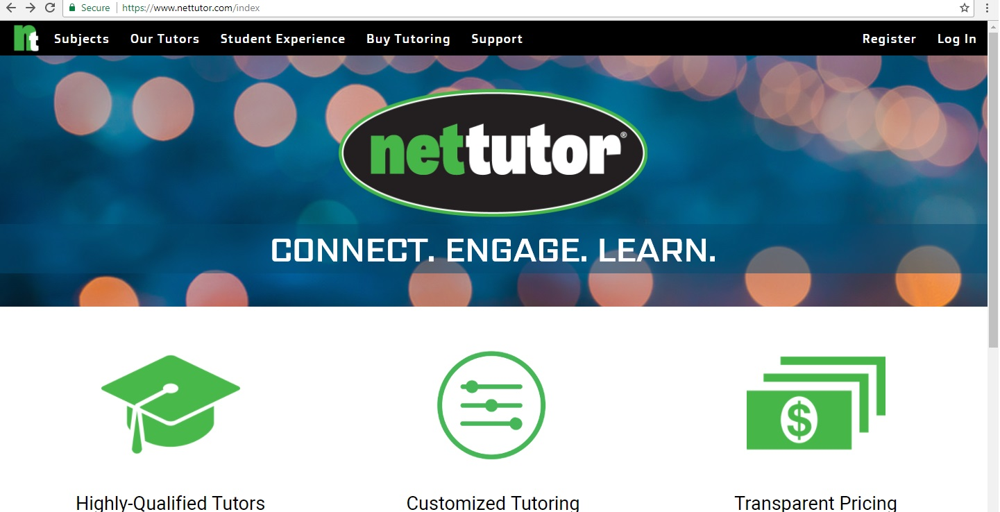 Secure | https://www.nettutor.com/index
nt Subjects Our Tutors Student Experience Buy Tutoring Support Register Log In
nettutor®
CONNECT. ENGAGE. LEARN.
$
Highly-Qualified Tutors Customized Tutoring Transparent Pricing